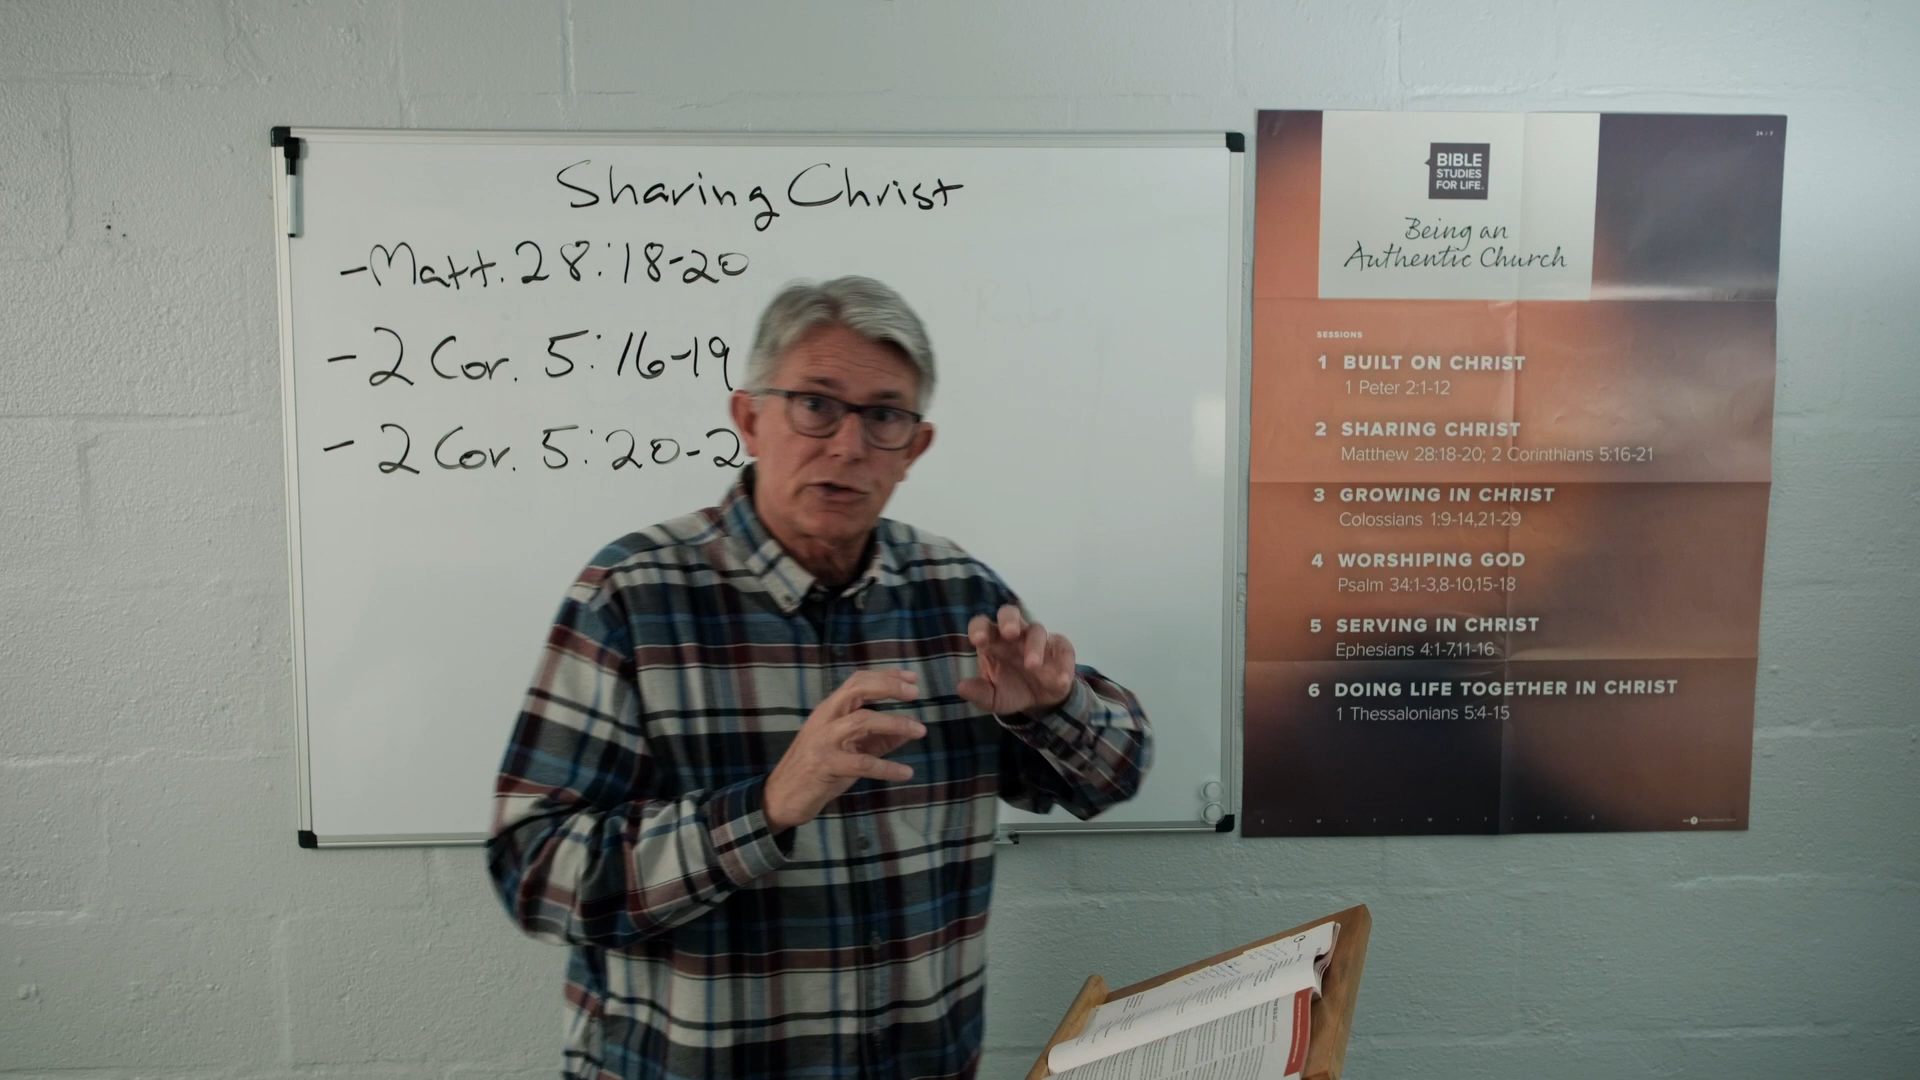 Sharing Christ
-Matt. 28:18-20
-2 Cor. 5:16-19
-2 Cor. 5:20-2
BIBLE
STUDIES
FOR LIFE.
Being an
Authentic Church
SESSIONS
1 BUILT ON CHRIST
1 Peter 2:1-12
2 SHARING CHRIST
Matthew 28:18-20; 2 Corinthians 5:16-21
3 GROWING IN CHRIST
Colossians 1:9-14,21-29
4 WORSHIPING GOD
Psalm 34:1-3,8-10,15-18
5 SERVING IN CHRIST
Ephesians 4:1-7,11-16
6 DOING LIFE TOGETHER IN CHRIST
1 Thessalonians 5:4-15